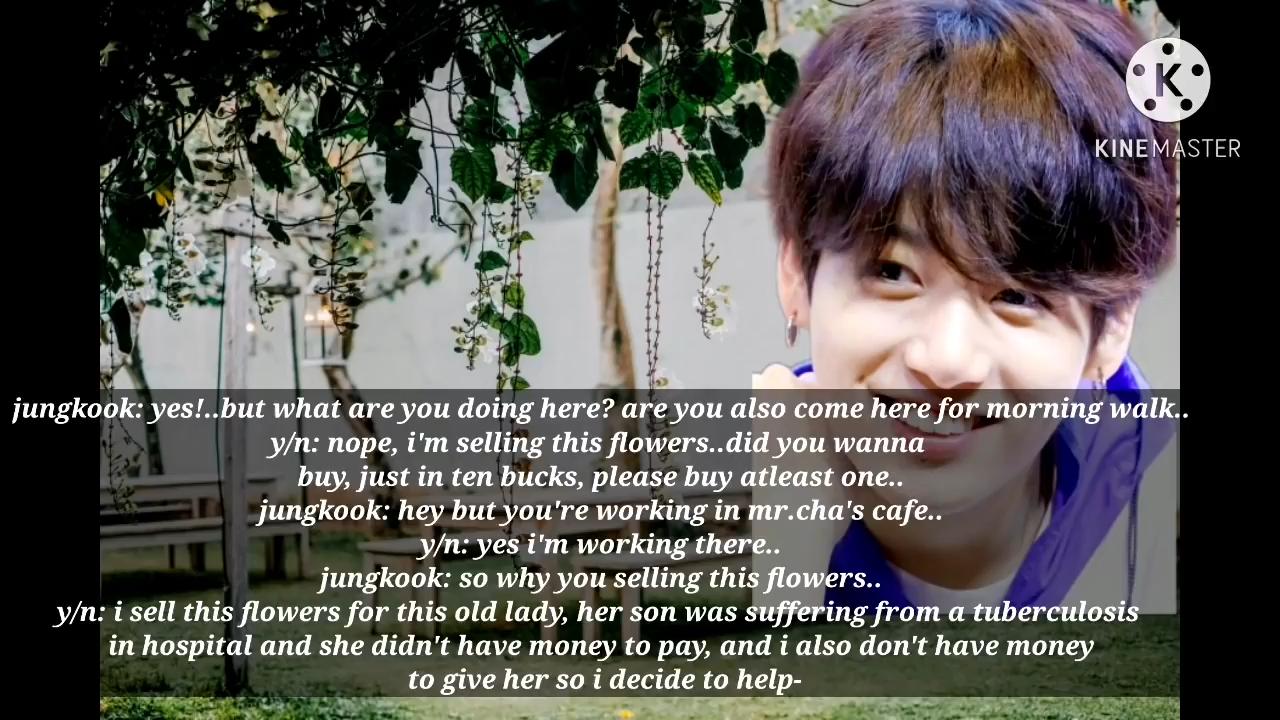 K
KINEMASTER
jungkook: yes!..but what are you doing here? are you also come here for morning walk..
y/n: nope, i'm selling this flowers..did you wanna
buy, just in ten bucks, please buy atleast one..
jungkook: hey but you're working in mr.cha's cafe..
y/n: yes i'm working there..
jungkook: so why you selling this flowers..
y/n: i sell this flowers for this old lady, her son was suffering from a tuberculosis
in hospital and she didn't have money to pay, and i also don't have money
to give her so i decide to help-